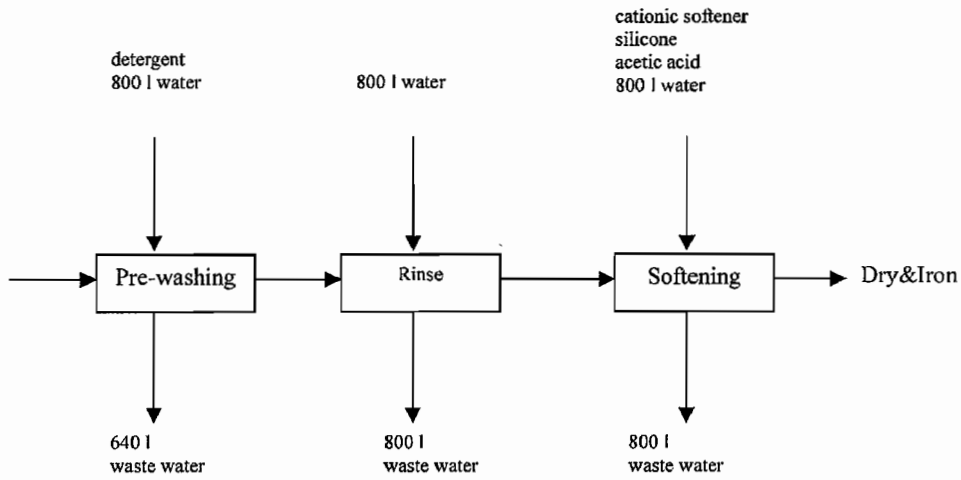 detergent
800 l water
800 l water
cationic softener
silicone
acetic acid
800 l water
Pre-washing
Rinse
Softening
Dry&Iron
640 l
waste water
800 l
waste water
800 l
waste water